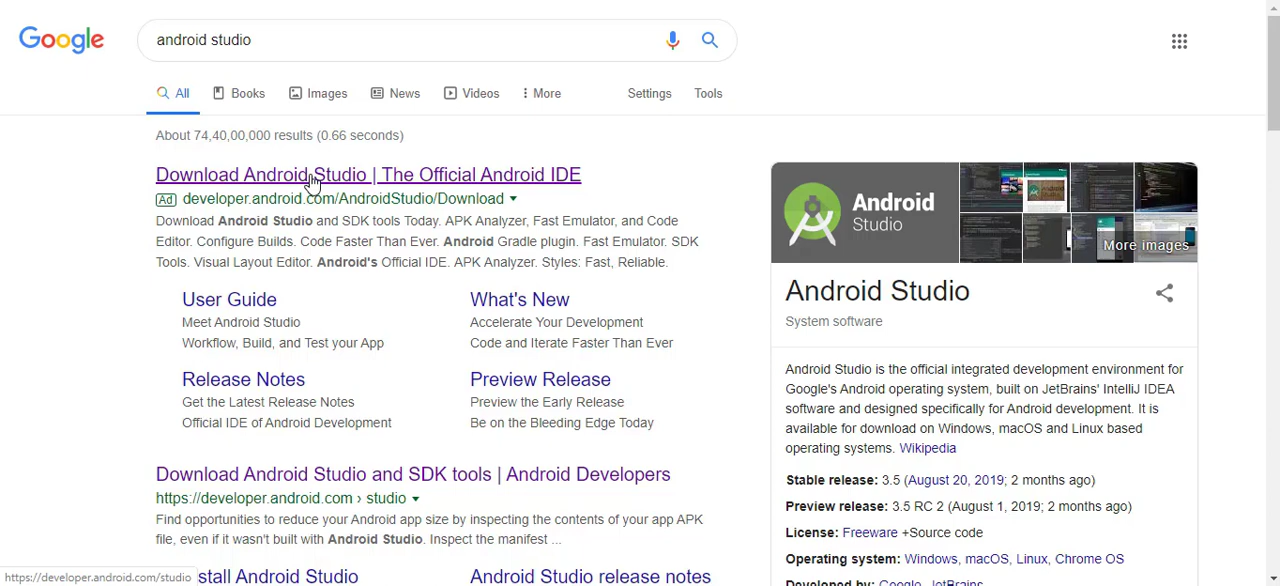 Google
android studio
All Books Images News Videos More Settings Tools
About 74,40,00,000 results (0.66 seconds)
Download Android Studio | The Official Android IDE
Ad developer.android.com/AndroidStudio/Download
Download Android Studio and SDK tools Today. APK Analyzer, Fast Emulator, and Code
Editor. Configure Builds. Code Faster Than Ever. Android Gradle plugin. Fast Emulator. SDK
Tools. Visual Layout Editor. Android's Official IDE. APK Analyzer. Styles: Fast, Reliable.
User Guide
Meet Android Studio
Workflow, Build, and Test your App
What's New
Accelerate Your Development
Code and Iterate Faster Than Ever
Release Notes
Get the Latest Release Notes
Official IDE of Android Development
Preview Release
Preview the Early Release
Be on the Bleeding Edge Today
Download Android Studio and SDK tools | Android Developers
https://developer.android.com › studio
Find opportunities to reduce your Android app size by inspecting the contents of your app APK
file, even if it wasn't built with Android Studio. Inspect the manifest ...
stall Android Studio
Android Studio release notes
https://developer.android.com/studio
Android
Studio
More images
Android Studio
System software
Android Studio is the official integrated development environment for
Google's Android operating system, built on JetBrains' IntelliJ IDEA
software and designed specifically for Android development. It is
available for download on Windows, macOS and Linux based
operating systems. Wikipedia
Stable release: 3.5 (August 20, 2019; 2 months ago)
Preview release: 3.5 RC 2 (August 1, 2019; 2 months ago)
License: Freeware +Source code
Operating system: Windows, macOS, Linux, Chrome OS
Developed by: Google, JetBrains